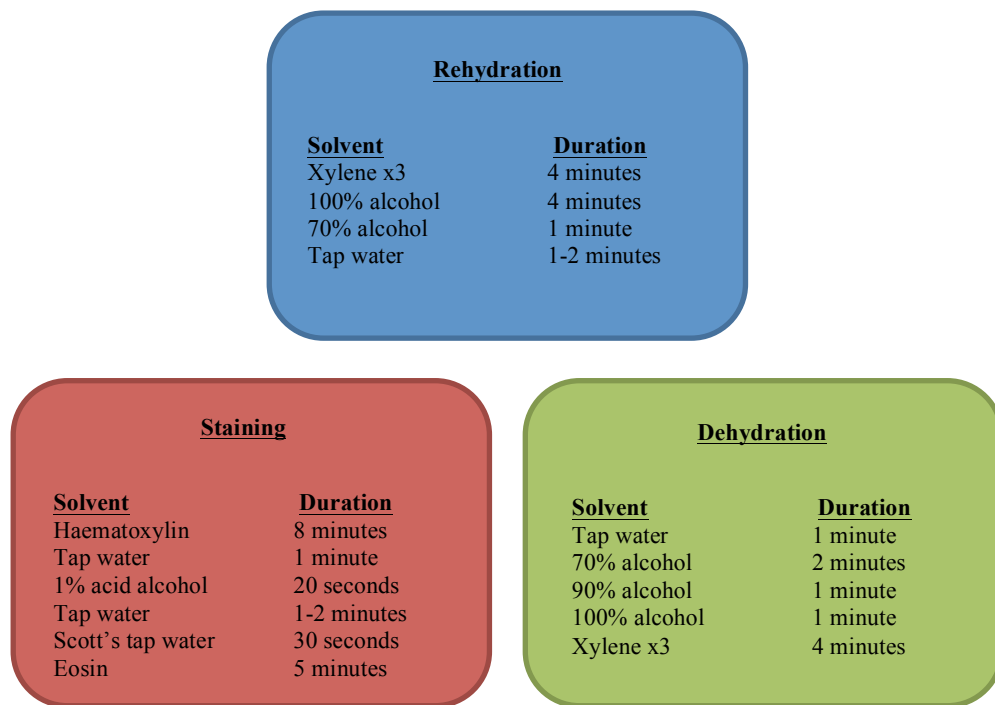 Rehydration
Solvent Duration
Xylene x3 4 minutes
100% alcohol 4 minutes
70% alcohol 1 minute
Tap water 1-2 minutes
Staining
Solvent Duration
Haematoxylin 8 minutes
Tap water 1 minute
1% acid alcohol 20 seconds
Tap water 1-2 minutes
Scott’s tap water 30 seconds
Eosin 5 minutes
Dehydration
Solvent Duration
Tap water 1 minute
70% alcohol 2 minutes
90% alcohol 1 minute
100% alcohol 1 minute
Xylene x3 4 minutes